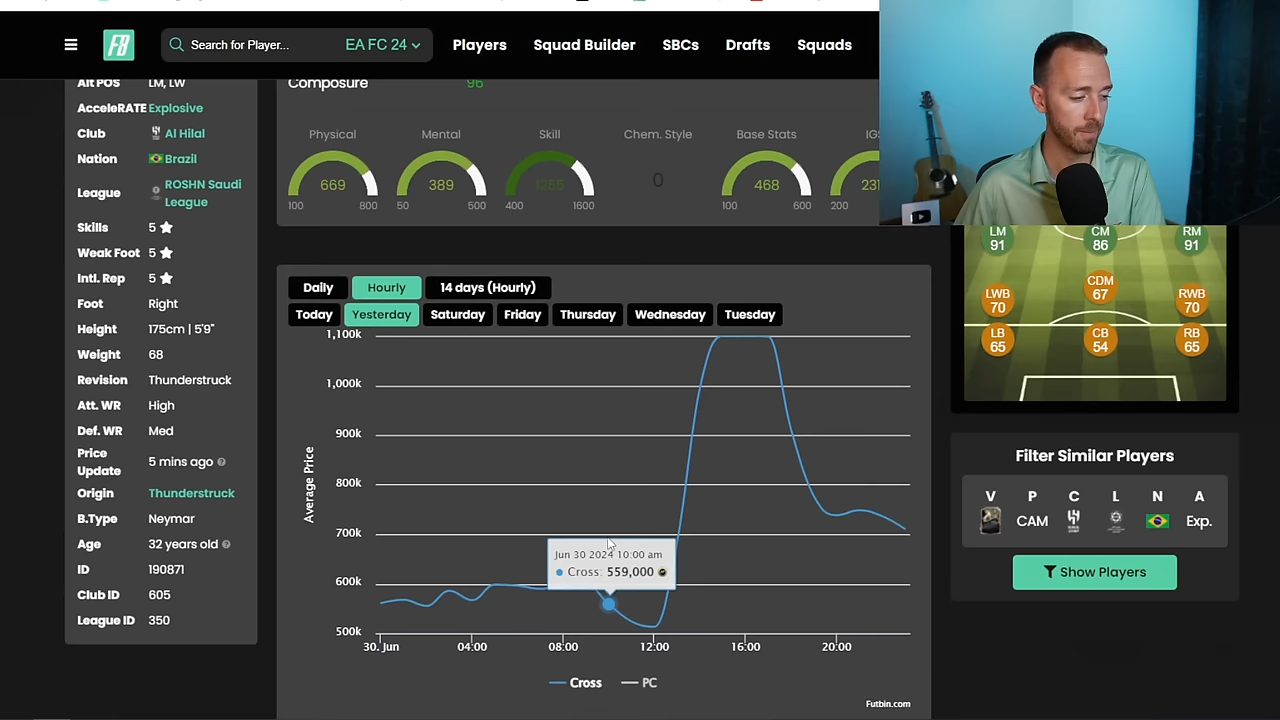 FB
Search for Player...
EA FC 24
Players
Squad Builder
SBCs
Drafts
Squads
Alt POS LM, LW
AcceleRATE Explosive
Club Al Hilal
Nation Brazil
League ROSHN Saudi
League
Skills 5
Weak Foot 5
Intl. Rep 5
Foot Right
Height 175cm | 5'9"
Weight 68
Revision Thunderstruck
Att. WR High
Def. WR Med
Price
Update 5 mins ago
Origin Thunderstruck
B.Type Neymar
Age 32 years old
ID 190871
Club ID 605
League ID 350
Composure 96
Physical Mental Skill Chem. Style Base Stats IGS
669 389 1265 0 468 231
100 800 50 500 400 1600 100 600 200
Daily Hourly 14 days (Hourly)
Today Yesterday Saturday Friday Thursday Wednesday Tuesday
1,100k
1,000k
900k
800k
700k
600k
500k
Average Price
Jun 30 2024 10:00 am
Cross: 559,000
30. Jun 04:00 08:00 12:00 16:00 20:00
Cross PC
Futbin.com
LM CM RM
91 86 91
CDM
67
LWB RWB
70 70
LB CB RB
65 54 65
Filter Similar Players
V P C L N A
CAM Exp.
Show Players